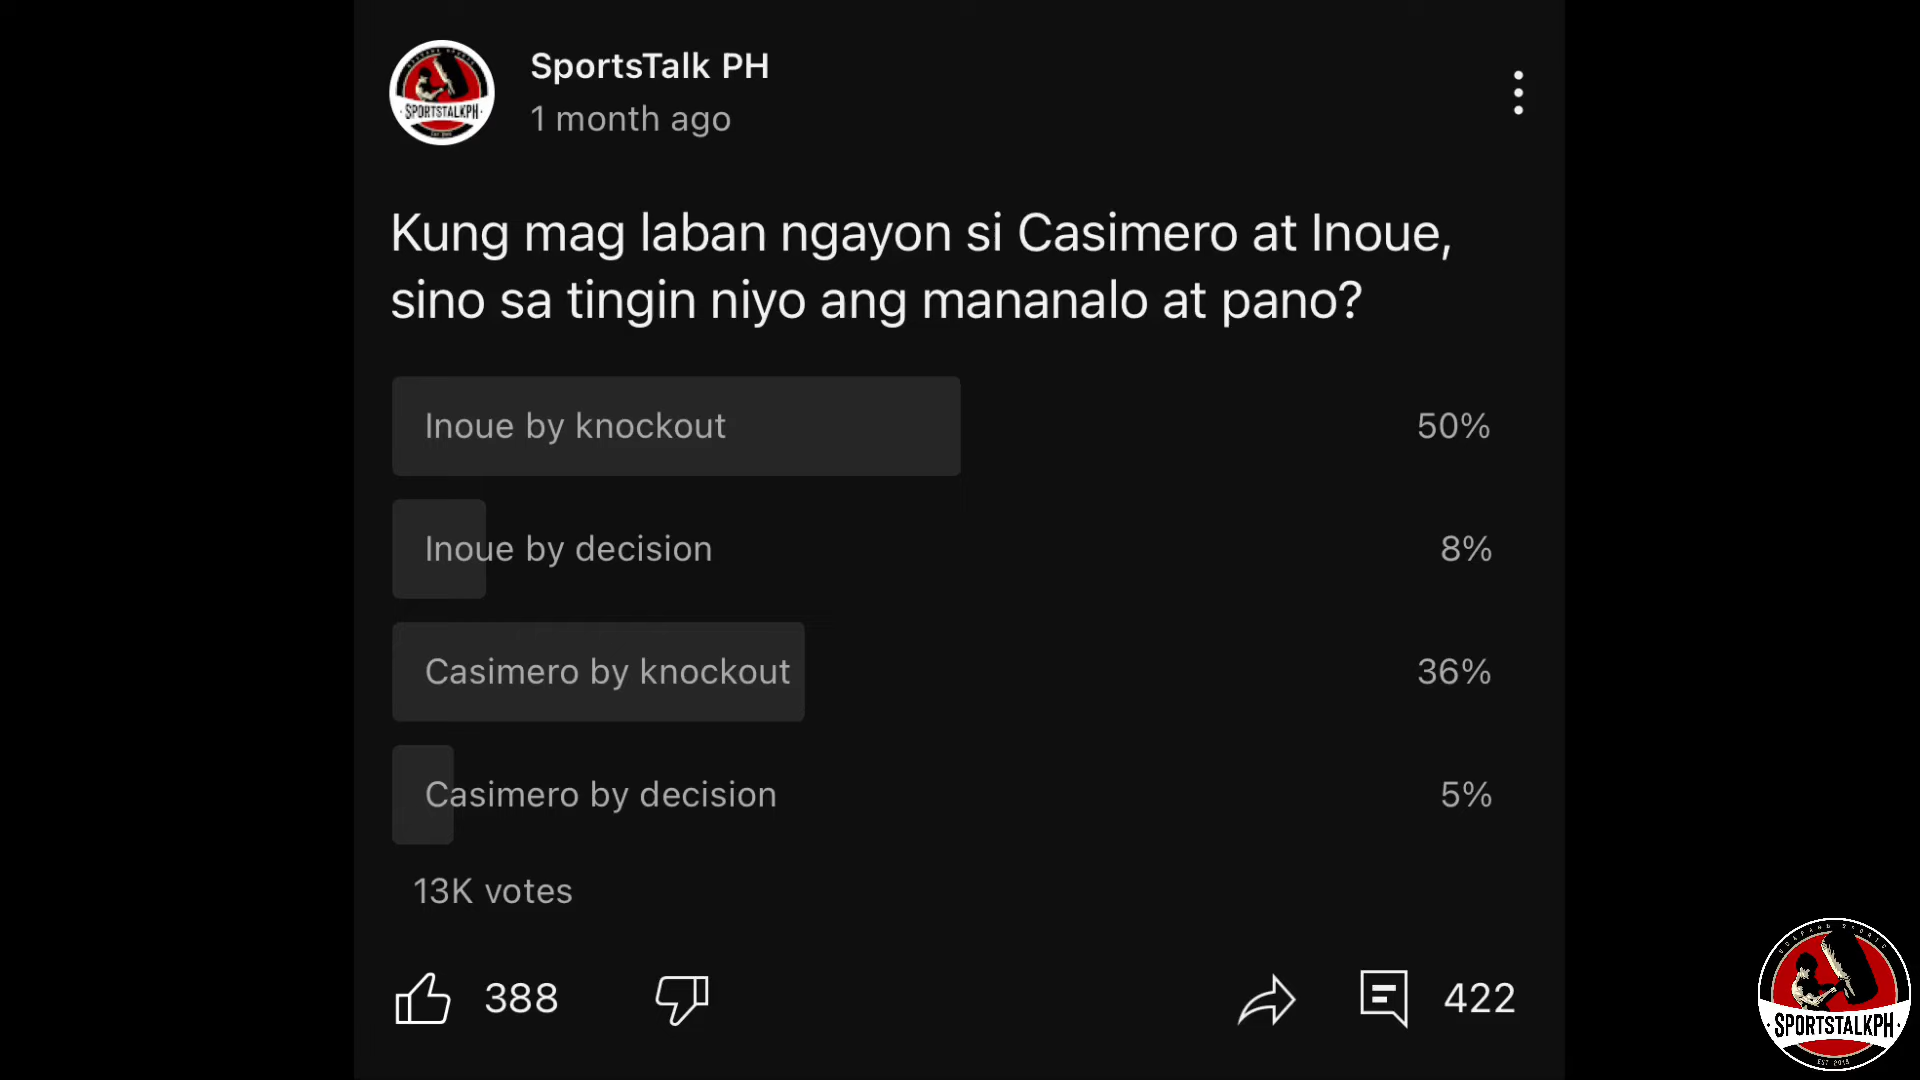 SportsTalk PH
1 month ago
Kung mag laban ngayon si Casimero at Inoue,
sino sa tingin niyo ang mananalo at pano?
Inoue by knockout 50%
Inoue by decision 8%
Casimero by knockout 36%
Casimero by decision 5%
13K votes
388 422
SPORTSTALKPH
SPORTSTALKPH